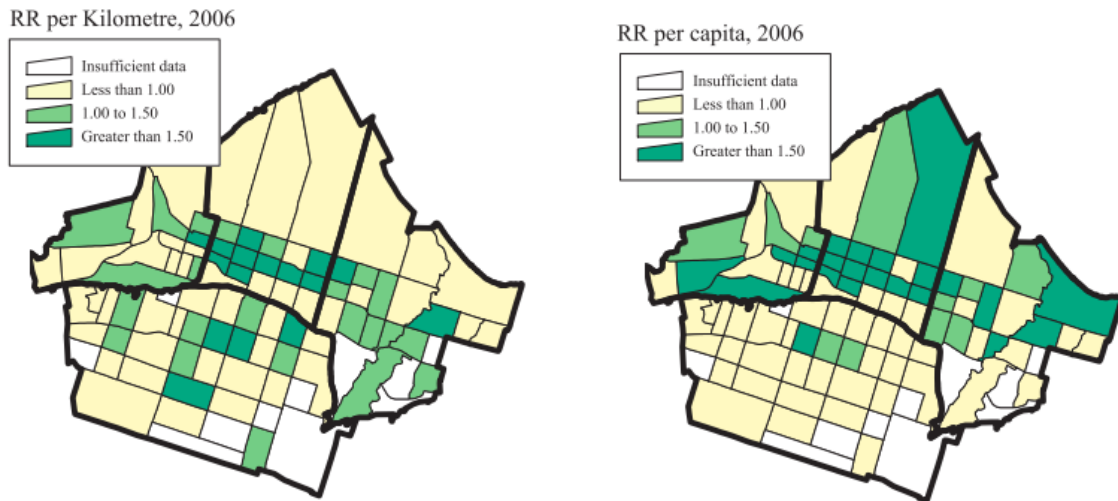 RR per Kilometre, 2006
Insufficient data
Less than 1.00
1.00 to 1.50
Greater than 1.50
RR per capita, 2006
Insufficient data
Less than 1.00
1.00 to 1.50
Greater than 1.50